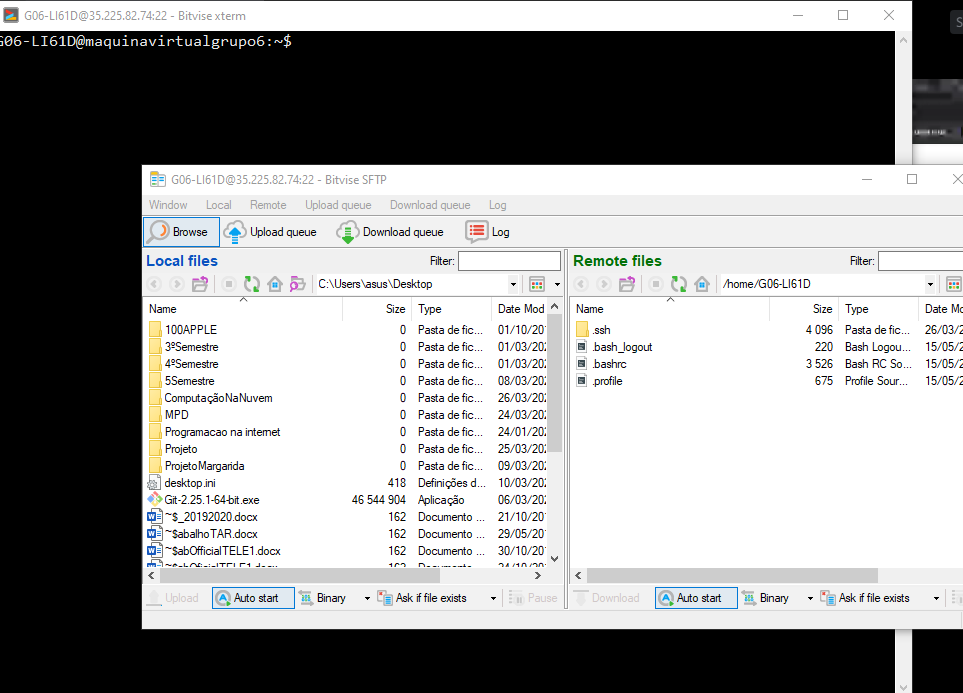 G06-LI61D@35.225.82.74:22 - Bitvise xterm
G06-LI61D@maquinavirtualgrupo6:~$
G06-LI61D@35.225.82.74:22 - Bitvise SFTP
Window Local Remote Upload queue Download queue Log
Browse Upload queue Download queue Log
Local files Filter: Remote files Filter:
C:\Users\asus\Desktop /home/G06-LI61D
Name Size Type Date Mod Name Size Type Date Mo
100APPLE 0 Pasta de fic... 01/10/20 .ssh 4 096 Pasta de fic... 26/03/2
3ºSemestre 0 Pasta de fic... 01/03/20 .bash_logout 220 Bash Logou... 15/05/2
4ºSemestre 0 Pasta de fic... 01/03/20 .bashrc 3 526 Bash RC So... 15/05/2
5Semestre 0 Pasta de fic... 08/03/20 .profile 675 Profile Sour... 15/05/2
ComputaçãoNaNuvem 0 Pasta de fic... 26/03/20
MPD 0 Pasta de fic... 24/03/20
Programacao na internet 0 Pasta de fic... 24/01/20
Projeto 0 Pasta de fic... 25/03/20
ProjetoMargarida 0 Pasta de fic... 09/03/20
desktop.ini 418 Definições d... 10/03/20
Git-2.25.1-64-bit.exe 46 544 904 Aplicação 06/03/20
~$_20192020.docx 162 Documento ... 21/10/20
~$abalhoTAR.docx 162 Documento ... 29/05/20
~$abOfficialTELE1.docx 162 Documento ... 30/10/20
Upload Auto start Binary Ask if file exists Pause Download Auto start Binary Ask if file exists